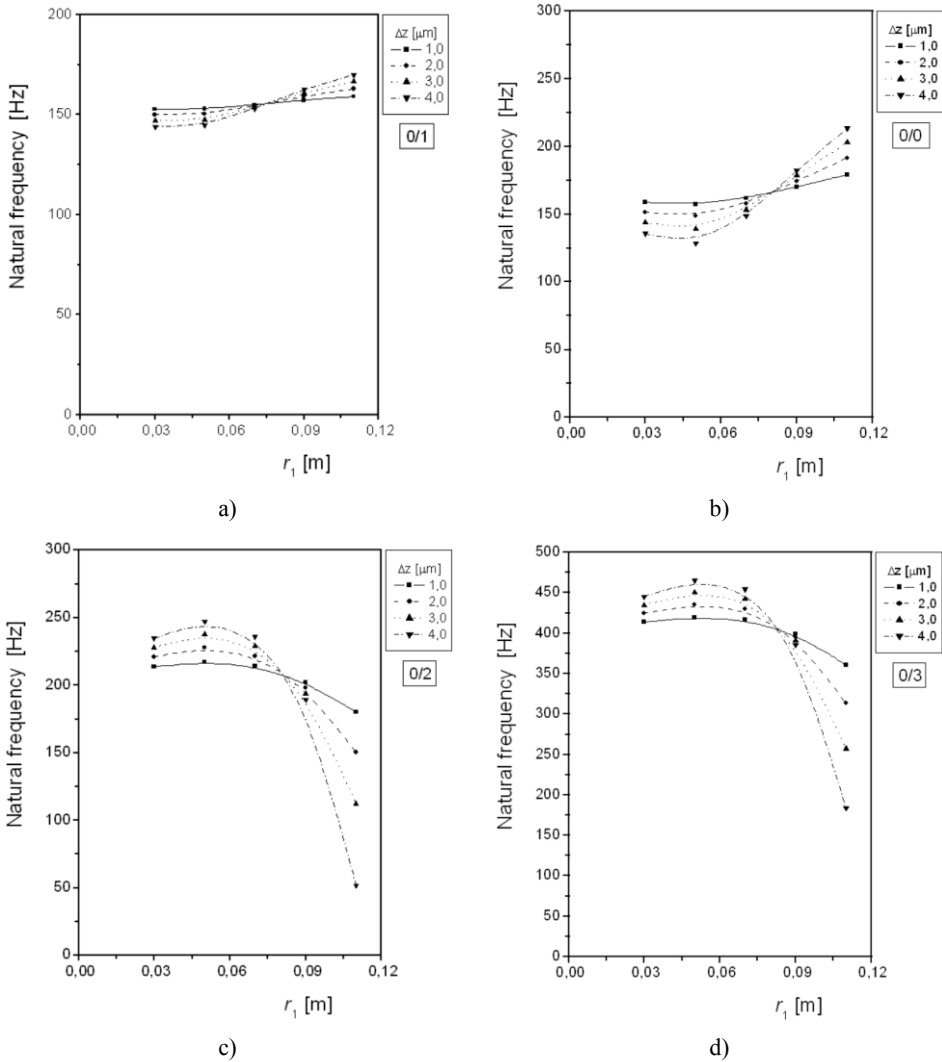 200
150
100
50
0
0,00 0,03 0,06 0,09 0,12
Natural frequency [Hz]
r1 [m]
Δz [μm]
1,0
2,0
3,0
4,0
0/1
a)
300
250
200
150
100
50
0
0,00 0,03 0,06 0,09 0,12
Natural frequency [Hz]
r1 [m]
Δz [μm]
1,0
2,0
3,0
4,0
0/0
b)
300
250
200
150
100
50
0
0,00 0,03 0,06 0,09 0,12
Natural frequency [Hz]
r1 [m]
Δz [μm]
1,0
2,0
3,0
4,0
0/2
c)
500
450
400
350
300
250
200
150
100
50
0
0,00 0,03 0,06 0,09 0,12
Natural frequency [Hz]
r1 [m]
Δz [μm]
1,0
2,0
3,0
4,0
0/3
d)